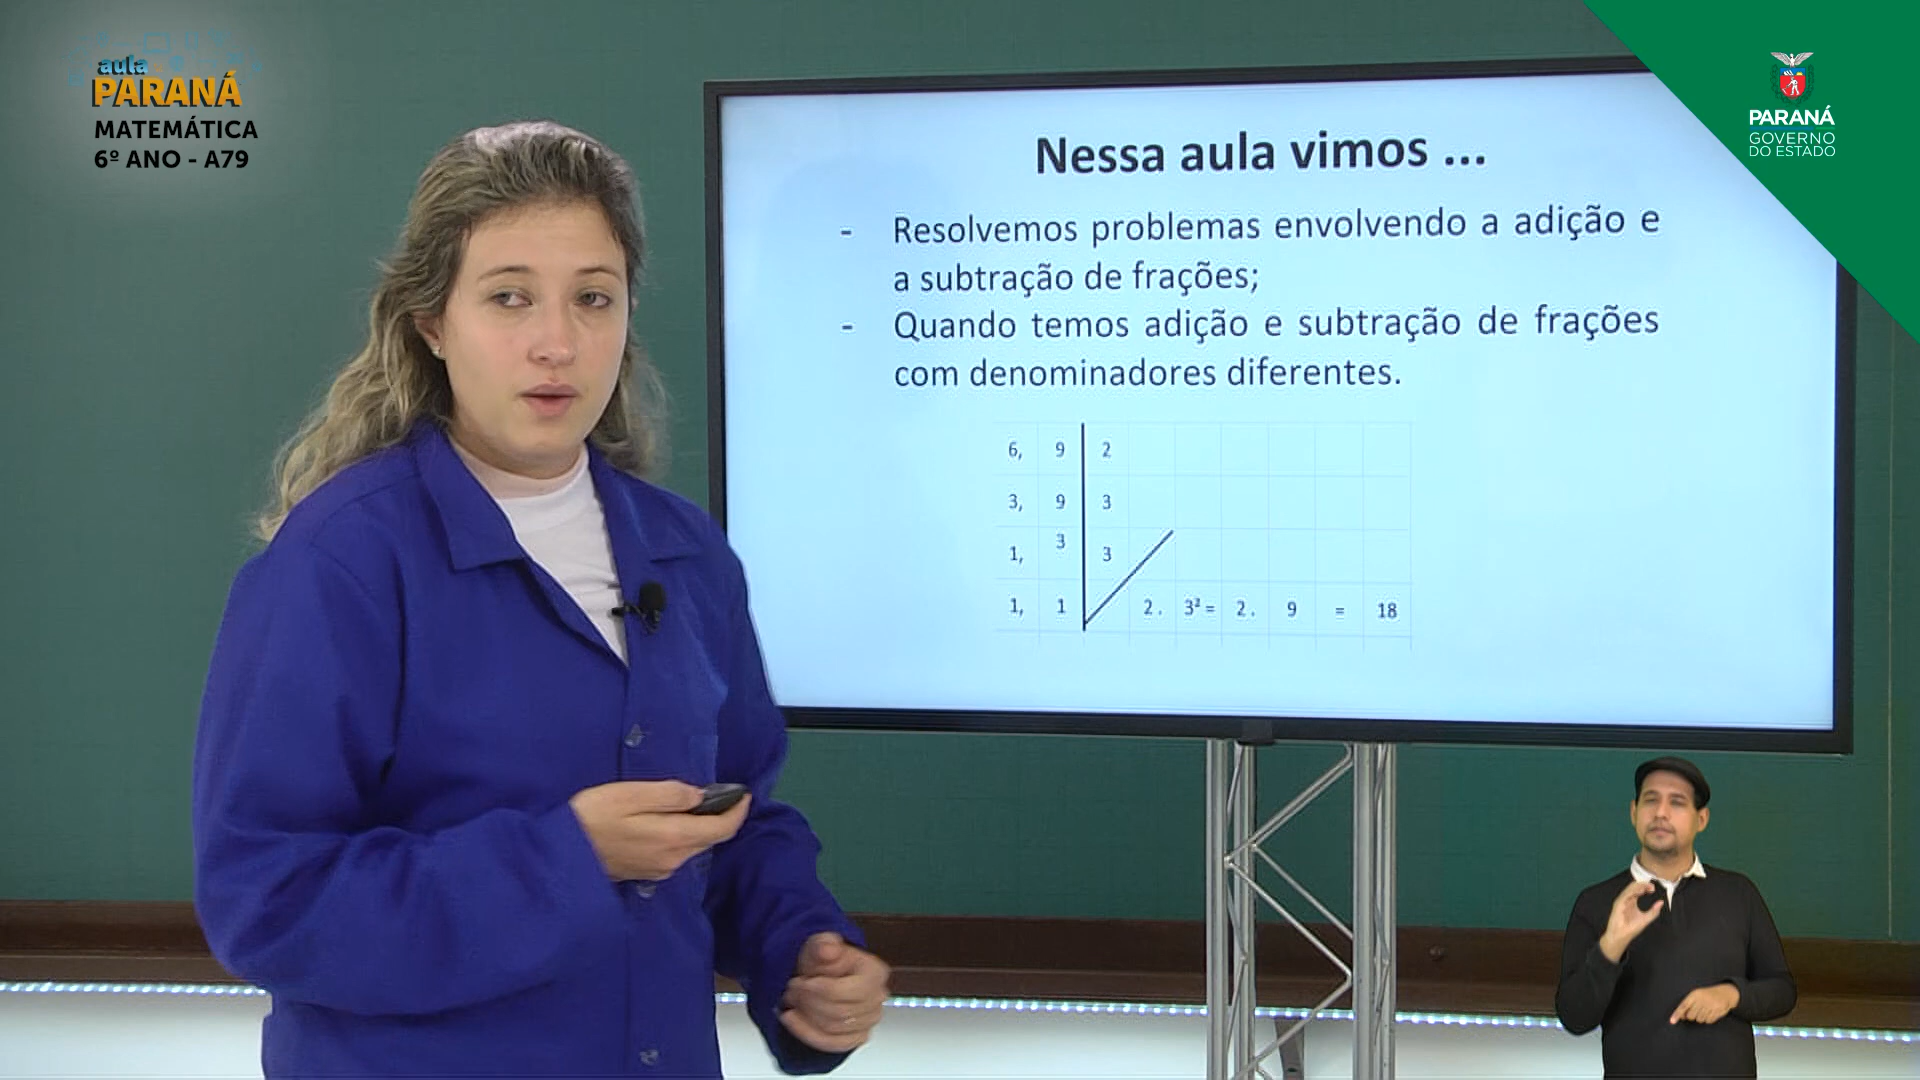 aula
PARANÁ
MATEMÁTICA
6º ANO - A79
PARANÁ
GOVERNO
DO ESTADO
Nessa aula vimos ...
- Resolvemos problemas envolvendo a adição e
a subtração de frações;
- Quando temos adição e subtração de frações
com denominadores diferentes.
6, 9 2
3, 9 3
1, 3 3
1, 1 2 . 3² = 2 . 9 = 18